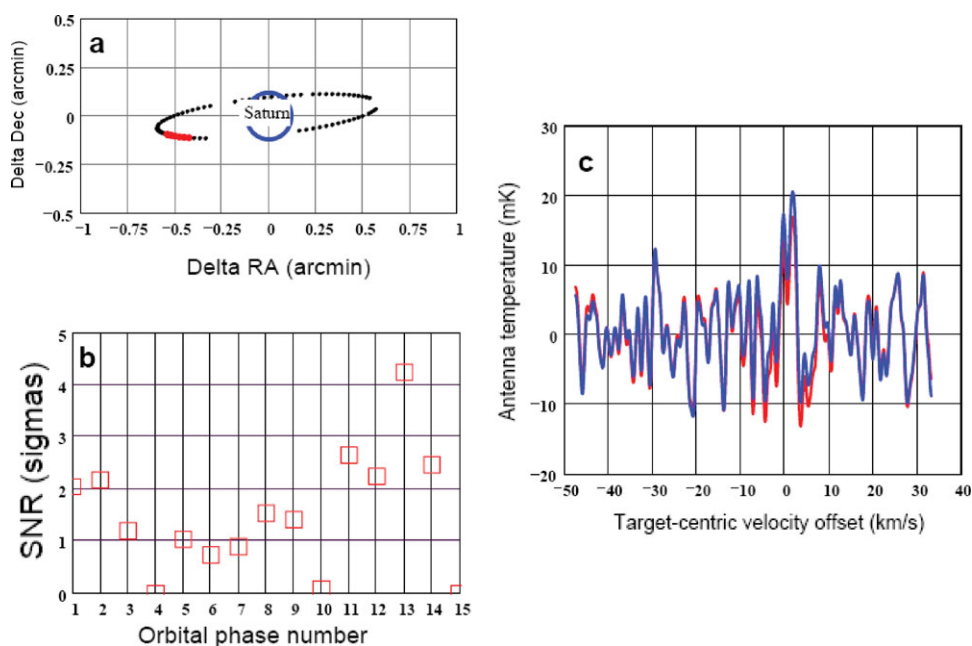 a
Delta Dec (arcmin)
0.5
0.25
0
−0.25
−0.5
Saturn
−1 −0.75 −0.5 −0.25 0 0.25 0.5 0.75 1
Delta RA (arcmin)
b
SNR (sigmas)
5
4
3
2
1
0
1 2 3 4 5 6 7 8 9 10 11 12 13 14 15
Orbital phase number
c
Antenna temperature (mK)
30
20
10
0
−10
−20
−50 −40 −30 −20 −10 0 10 20 30 40
Target-centric velocity offset (km/s)